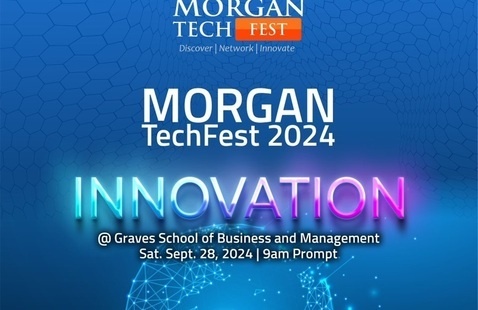 MORGAN
TECH FEST
Discover | Network | Innovate
MORGAN
TechFest 2024
INNOVATION
@ Graves School of Business and Management
Sat. Sept. 28, 2024 | 9am Prompt